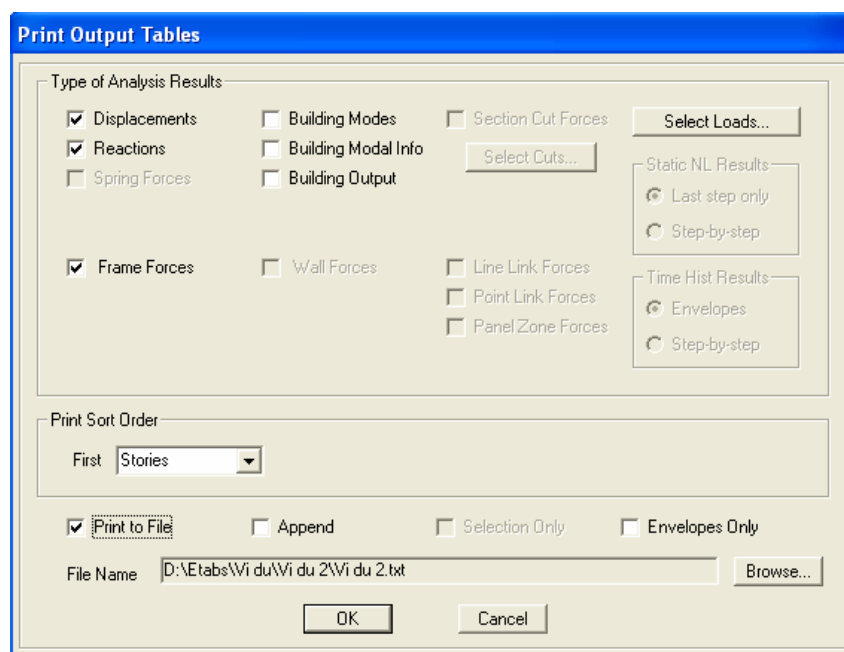 Print Output Tables
Type of Analysis Results
Displacements
Building Modes
Section Cut Forces
Select Loads...
Reactions
Building Modal Info
Select Cuts...
Spring Forces
Building Output
Static NL Results
Last step only
Step-by-step
Frame Forces
Wall Forces
Line Link Forces
Point Link Forces
Panel Zone Forces
Time Hist Results
Envelopes
Step-by-step
Print Sort Order
First
Stories
Print to File
Append
Selection Only
Envelopes Only
File Name
D:\Etabs\Vi du\Vi du 2\Vi du 2.txt
Browse...
OK
Cancel